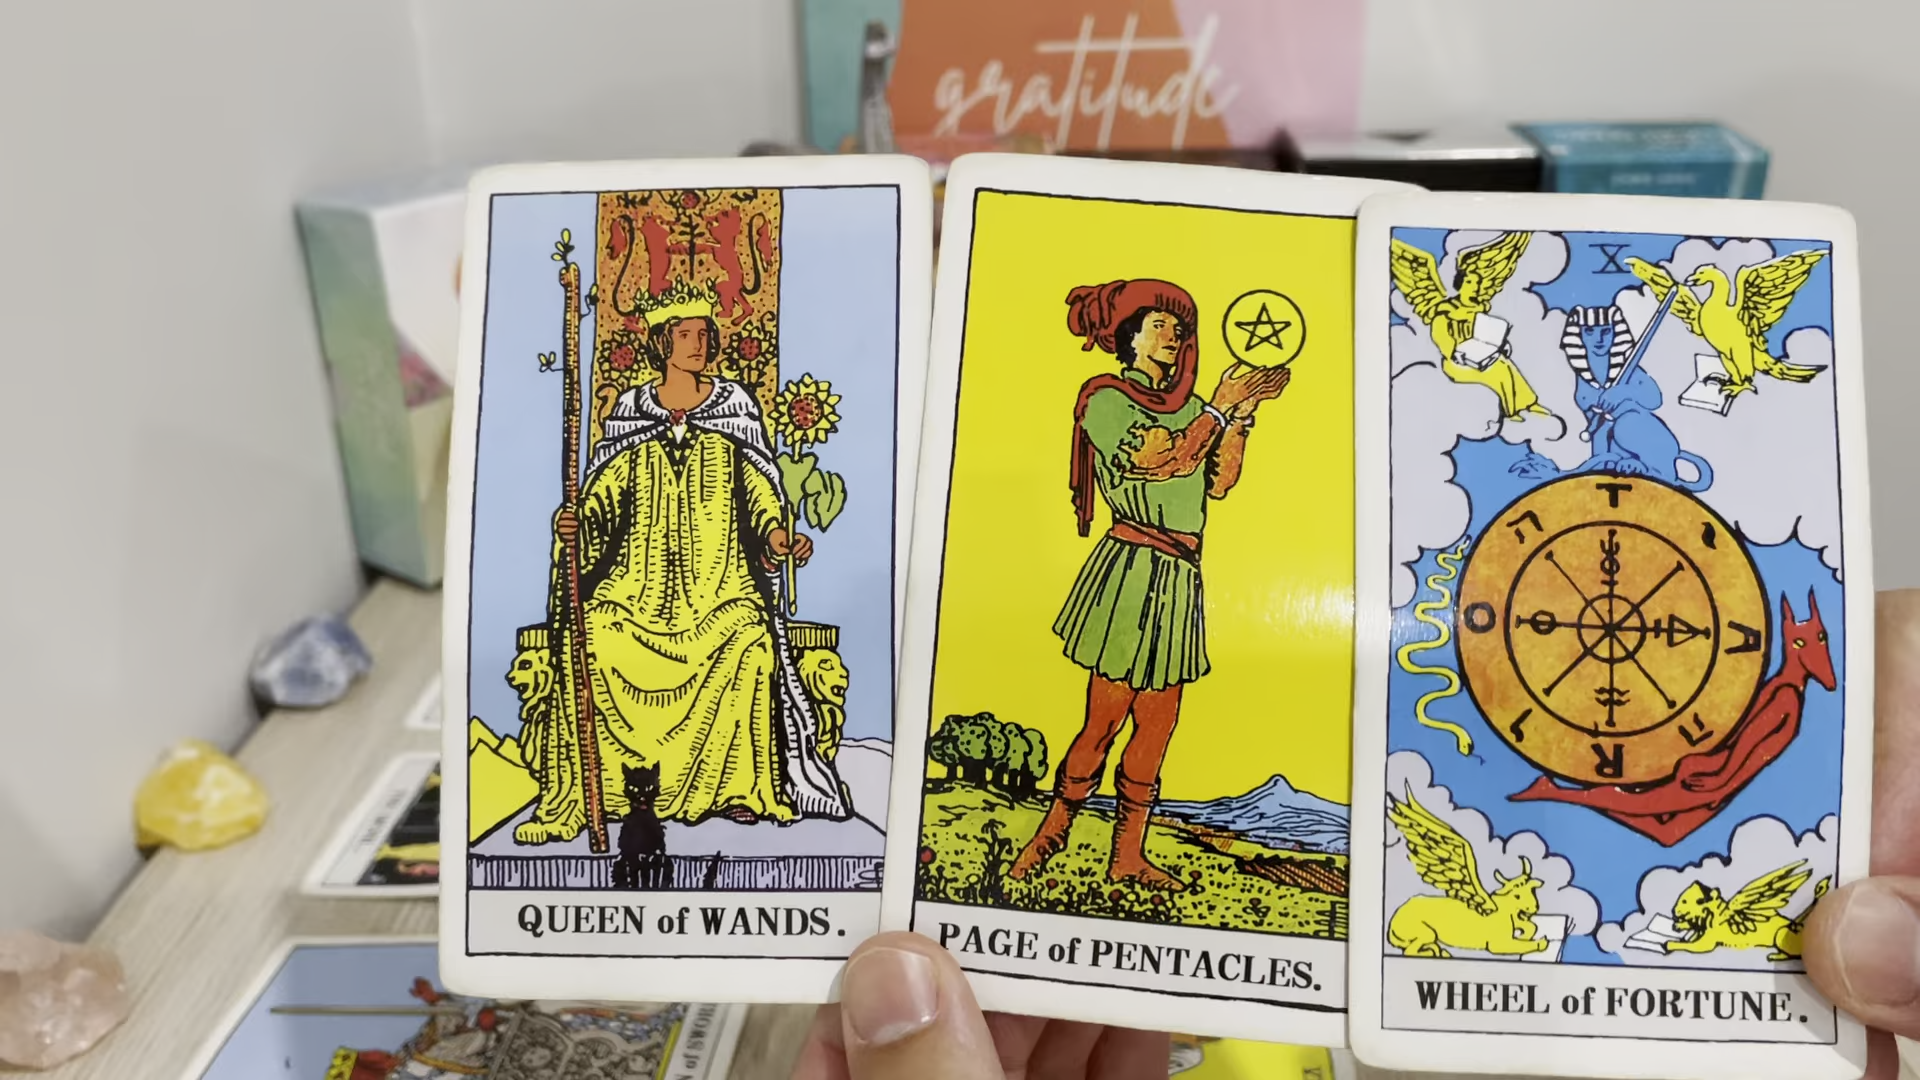 gratitude
X
T
A
R
O
י
ה
ו
ה
QUEEN of WANDS.
PAGE of PENTACLES.
WHEEL of FORTUNE.